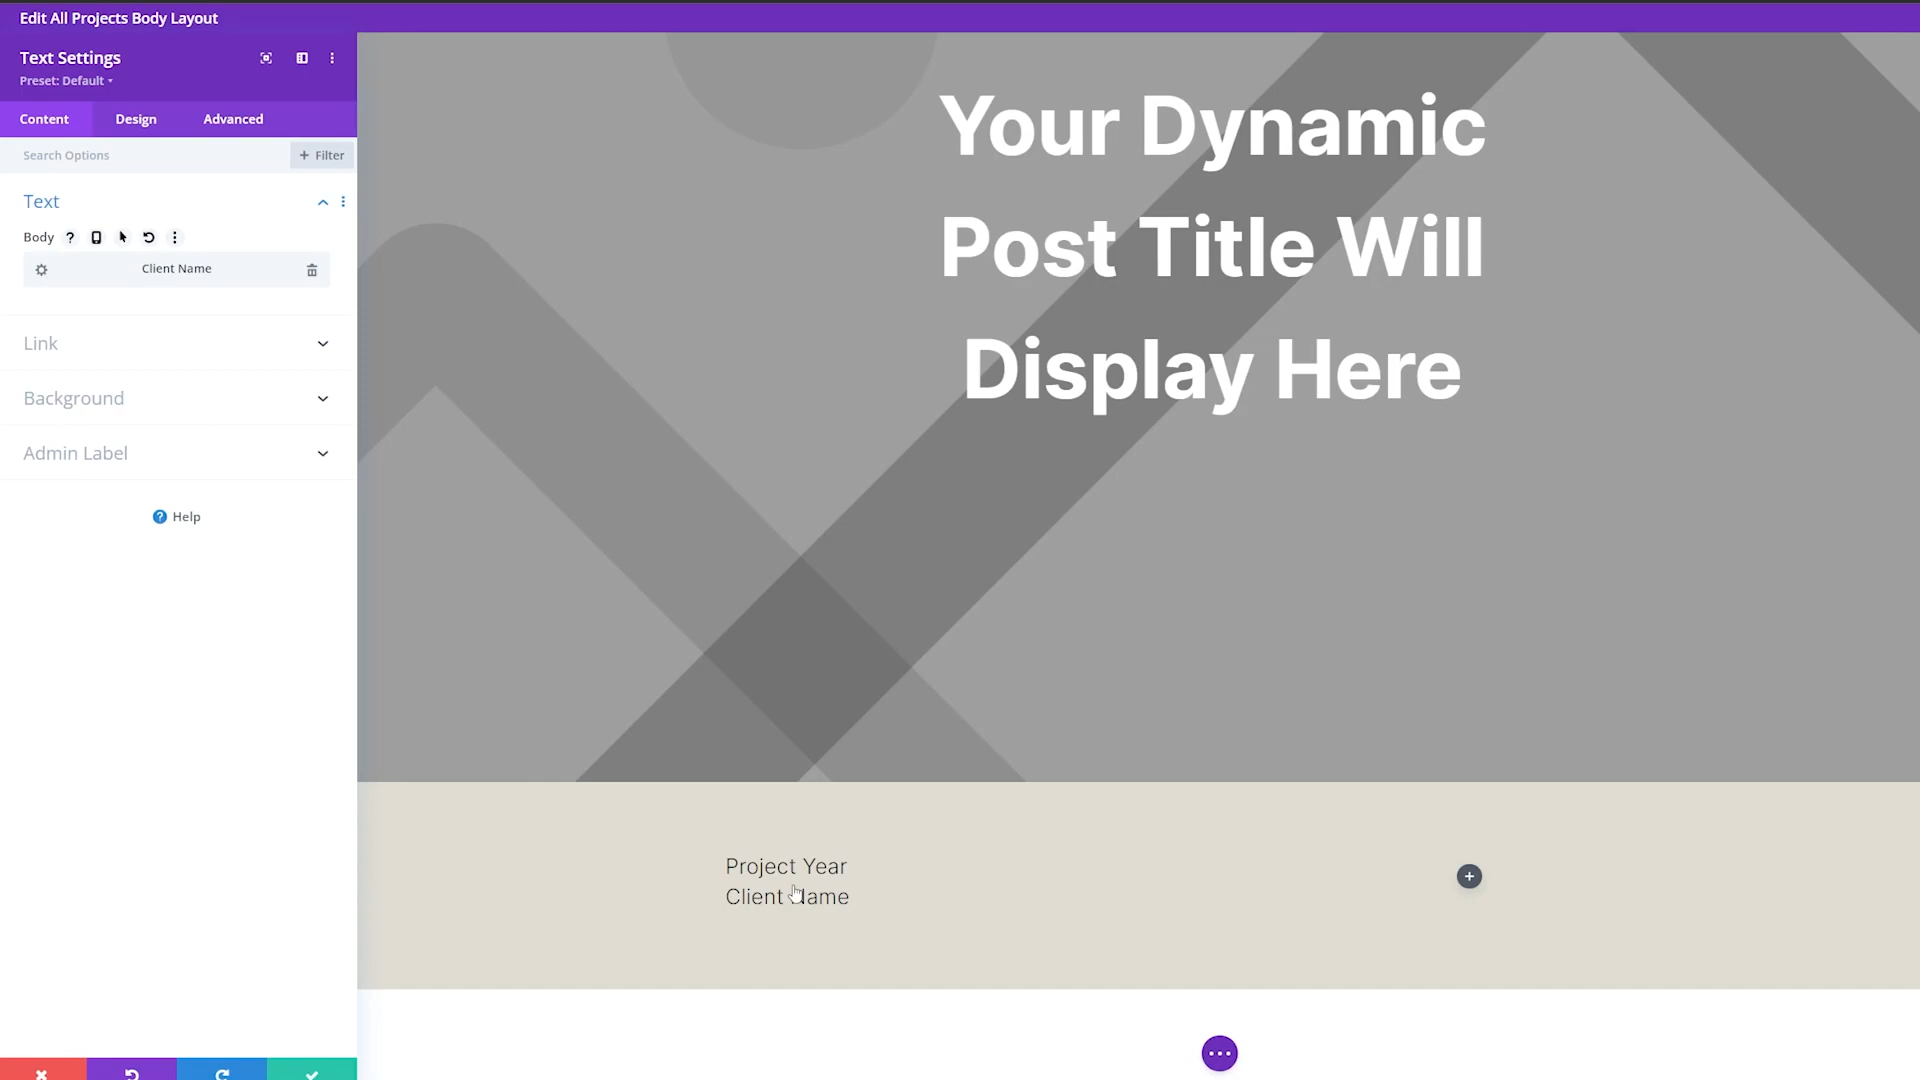 Edit All Projects Body Layout
Text Settings
Preset: Default
Content Design Advanced
Search Options
+ Filter
Text
Body
Client Name
Link
Background
Admin Label
Help
Your Dynamic
Post Title Will
Display Here
Project Year
Client Name